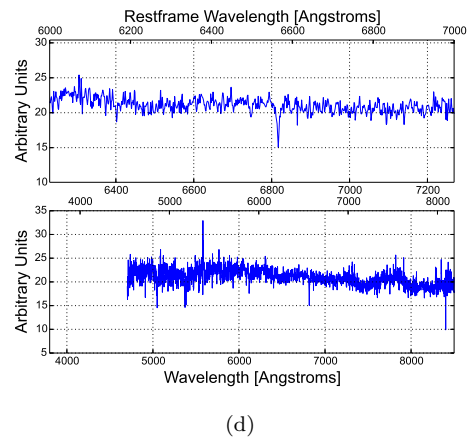 Restframe Wavelength [Angstroms]
6000 6200 6400 6600 6800 7000
30
25
20
15
10
Arbitrary Units
6400 6600 6800 7000 7200
4000 5000 6000 7000 8000
35
30
25
20
15
10
5
Arbitrary Units
4000 5000 6000 7000 8000
Wavelength [Angstroms]
(d)